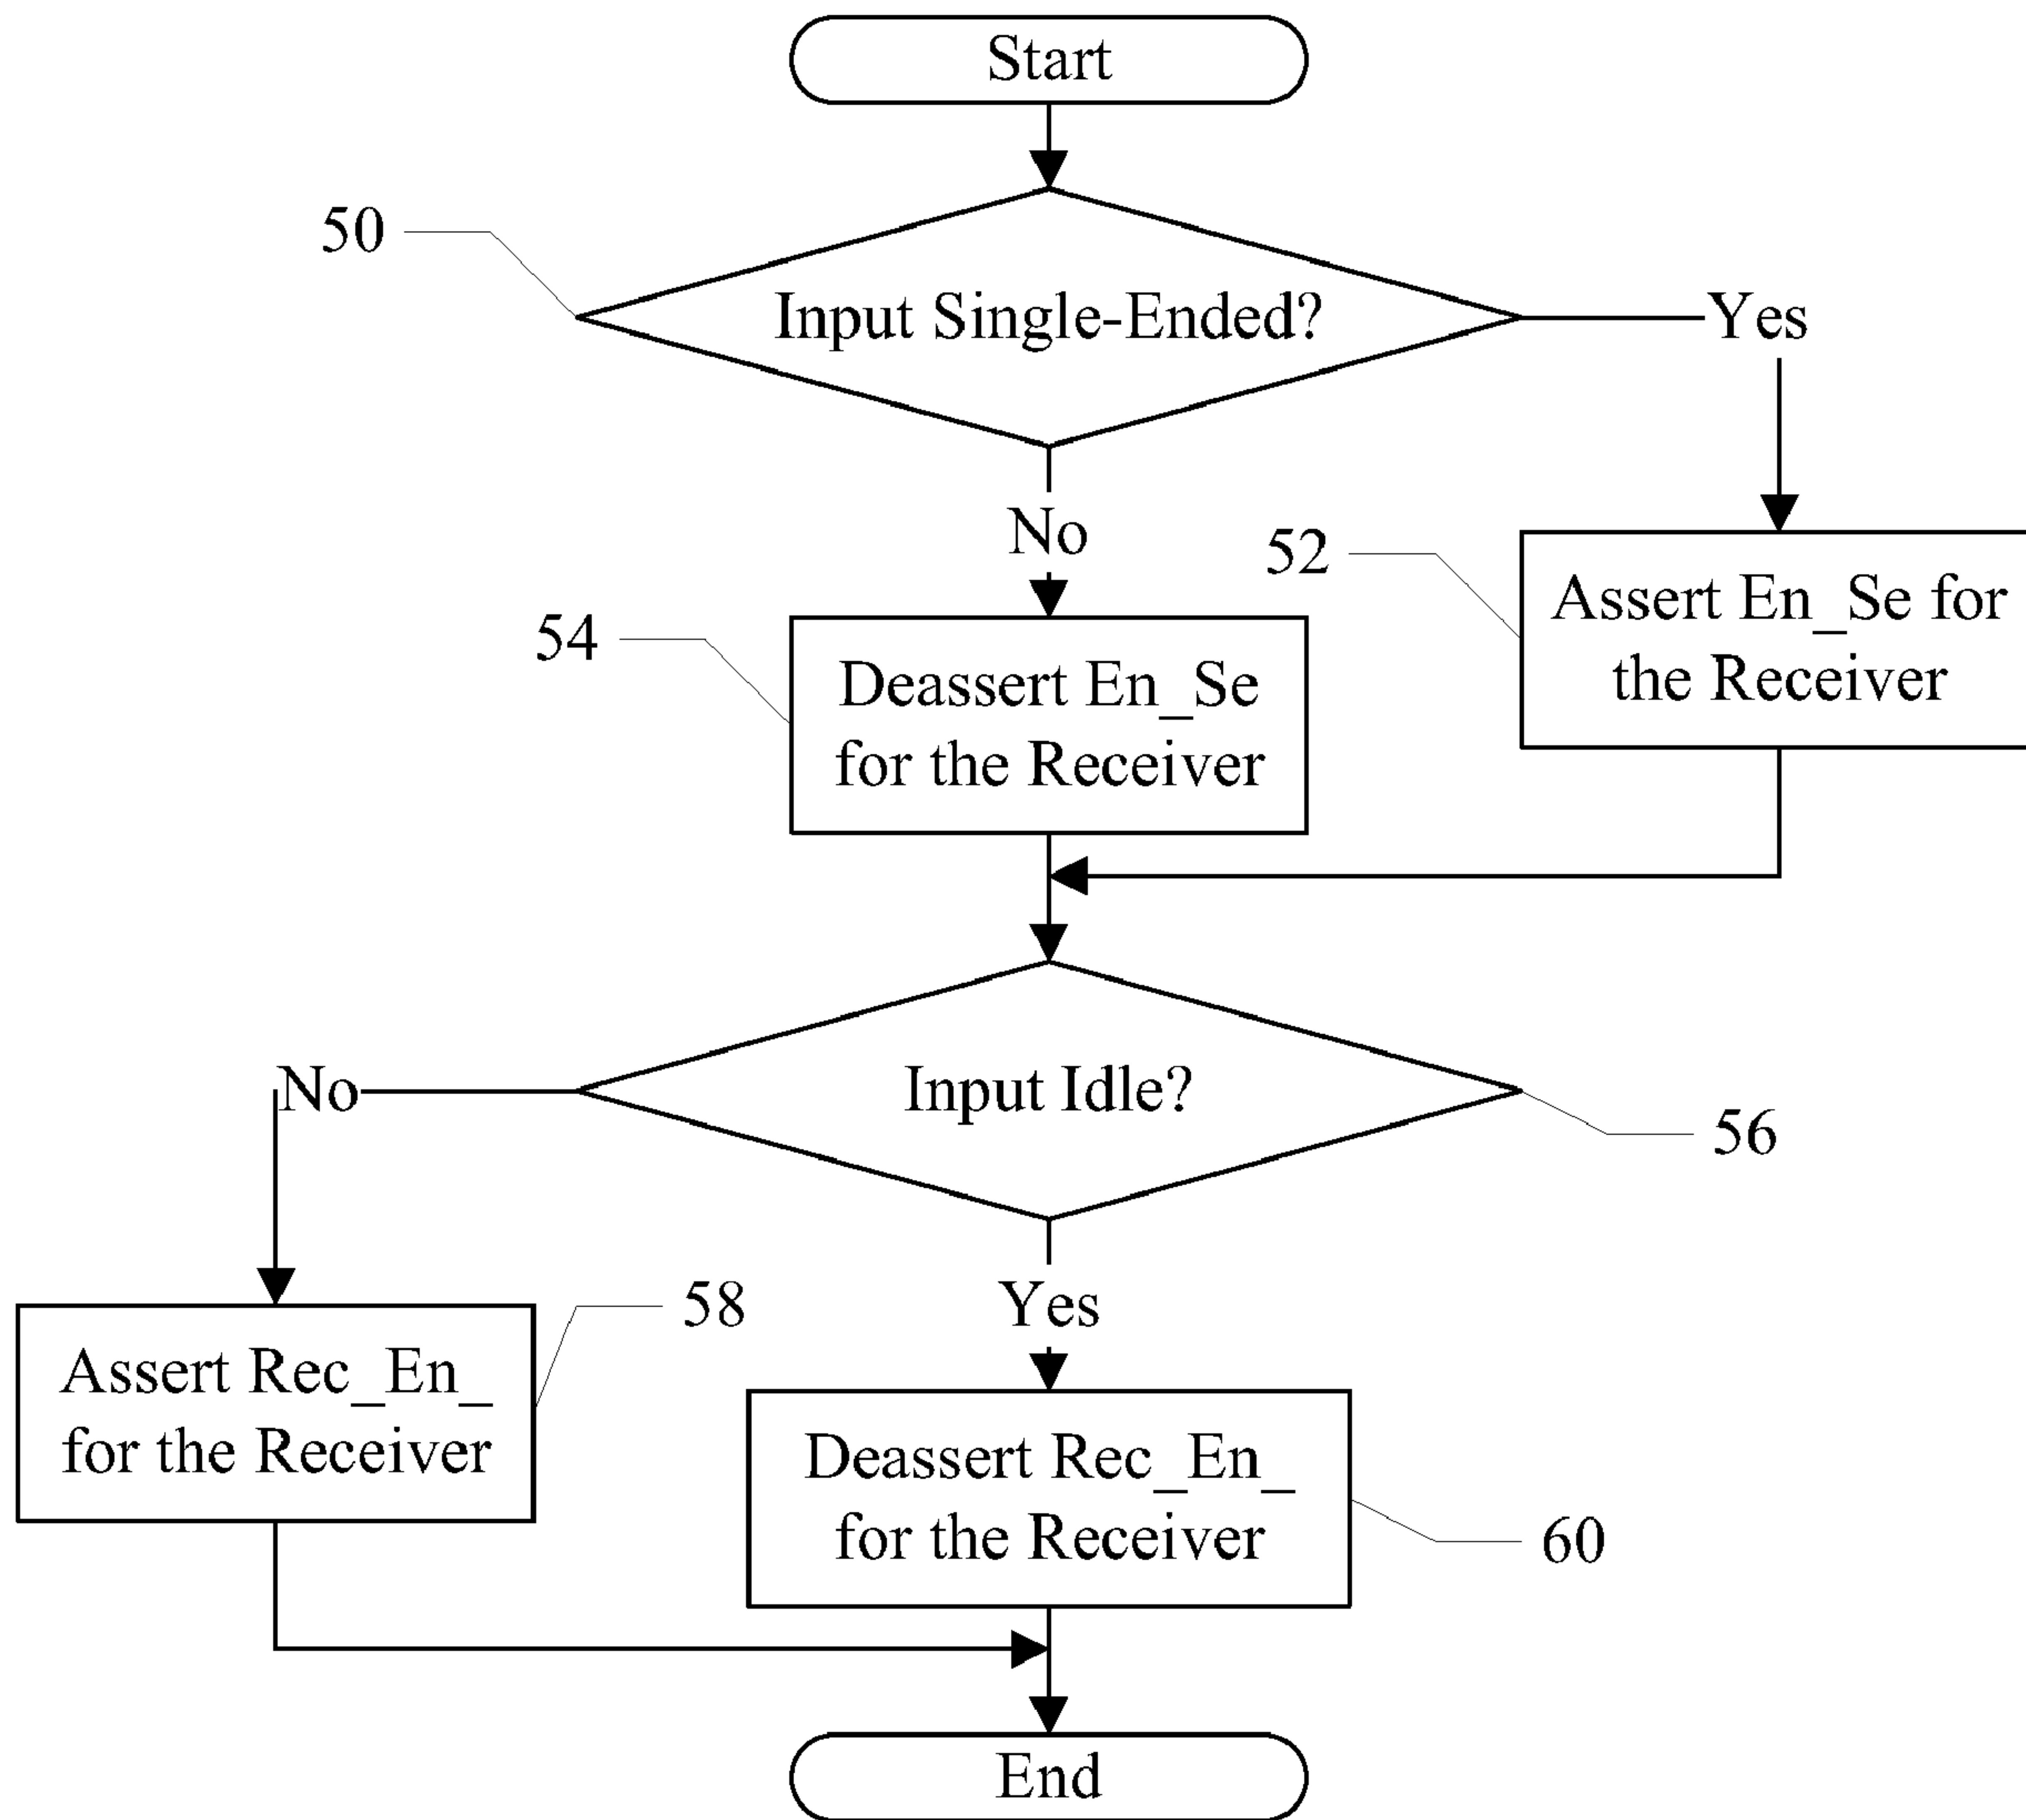 Start
50
Input Single-Ended?
Yes
No
52
Assert En_Se for
the Receiver
54
Deassert En_Se
for the Receiver
Input Idle?
No
56
58
Yes
Assert Rec_En_
for the Receiver
Deassert Rec_En_
for the Receiver
60
End